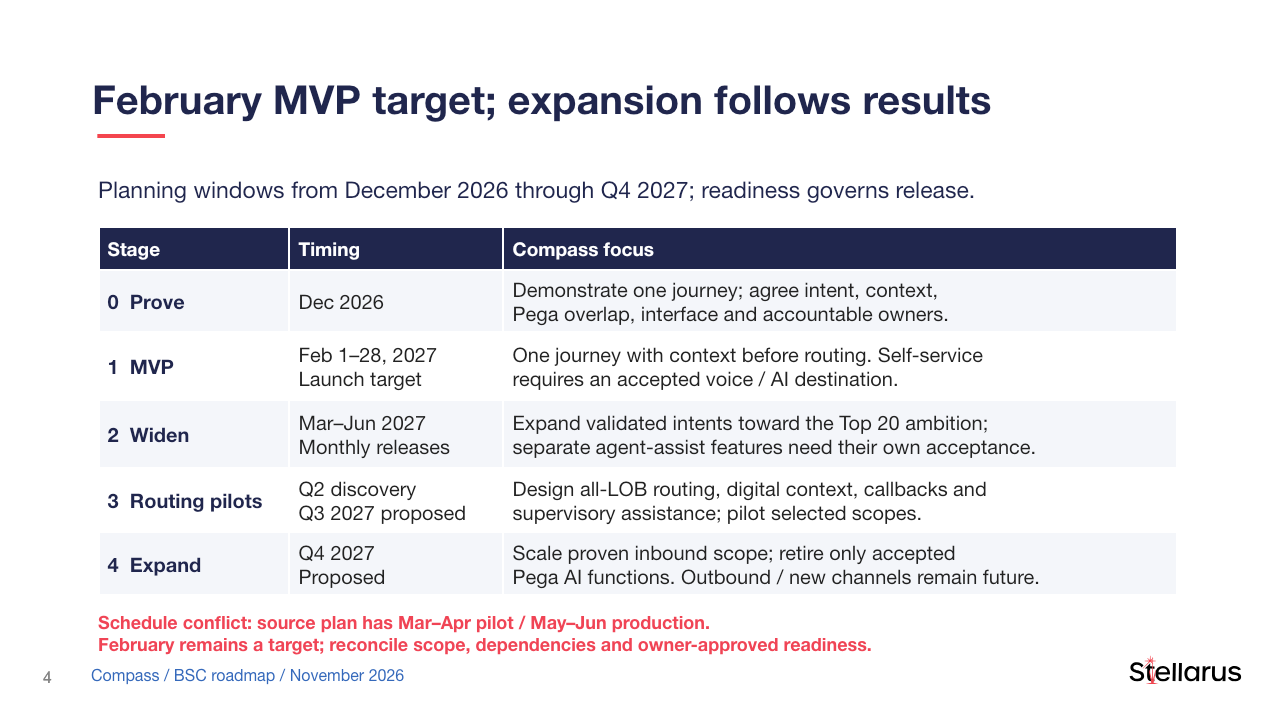 February MVP target; expansion follows results
Planning windows from December 2026 through Q4 2027; readiness governs release.
Stage
Timing
Compass focus
0 Prove
Dec 2026
Demonstrate one journey; agree intent, context,
Pega overlap, interface and accountable owners.
1 MVP
Feb 1–28, 2027
Launch target
One journey with context before routing. Self-service
requires an accepted voice / AI destination.
2 Widen
Mar–Jun 2027
Monthly releases
Expand validated intents toward the Top 20 ambition;
separate agent-assist features need their own acceptance.
3 Routing pilots
Q2 discovery
Q3 2027 proposed
Design all-LOB routing, digital context, callbacks and
supervisory assistance; pilot selected scopes.
4 Expand
Q4 2027
Proposed
Scale proven inbound scope; retire only accepted
Pega AI functions. Outbound / new channels remain future.
Schedule conflict: source plan has Mar–Apr pilot / May–Jun production.
February remains a target; reconcile scope, dependencies and owner-approved readiness.
4
Compass / BSC roadmap / November 2026
Stellarus